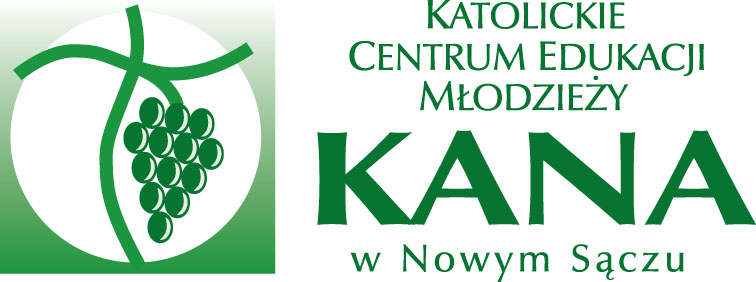 KATOLICKIE
CENTRUM EDUKACJI
MŁODZIEŻY
KANA
w Nowym Sączu